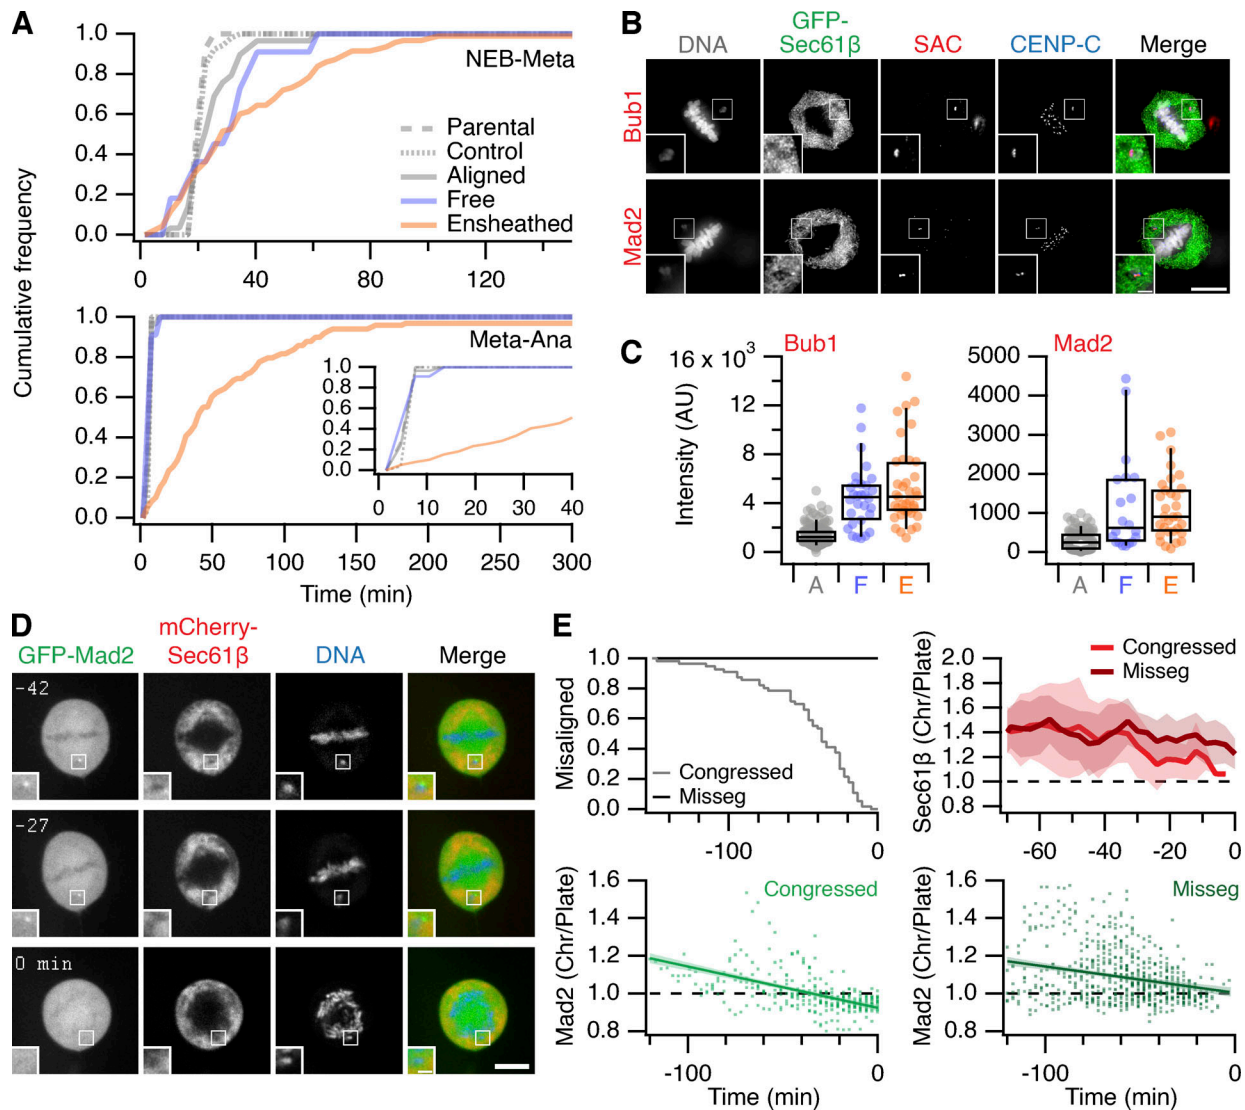 A
1.0
0.8
0.6
0.4
0.2
0.0
NEB-Meta
Parental
Control
Aligned
Free
Ensheathed
0 40 80 120
Cumulative frequency
1.0
0.8
0.6
0.4
0.2
0.0
Meta-Ana
1.0
0.8
0.6
0.4
0.2
0.0
0 10 20 30 40
0 50 100 150 200 250 300
Time (min)
B
DNA GFP-Sec61β SAC CENP-C Merge
Bub1
Mad2
C
Bub1
16 x 10³
12
8
4
0
Intensity (AU)
A F E
Mad2
5000
4000
3000
2000
1000
0
A F E
D
GFP-Mad2 mCherry-Sec61β DNA Merge
-42
-27
0 min
E
1.0
0.8
0.6
0.4
0.2
0.0
Misaligned
Congressed
Misseg
-100 0
Congressed
Misseg
2.0
1.8
1.6
1.4
1.2
1.0
0.8
Sec61β (Chr/Plate)
-60 -40 -20 0
1.6
1.4
1.2
1.0
0.8
Mad2 (Chr/Plate)
Congressed
-100 0
Time (min)
1.6
1.4
1.2
1.0
0.8
Mad2 (Chr/Plate)
Misseg
-100 0
Time (min)